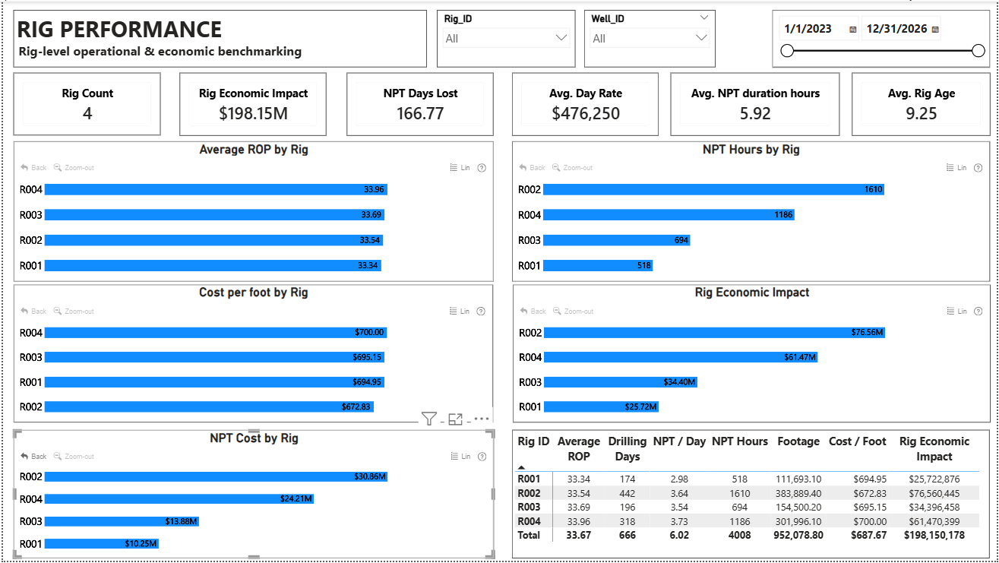 RIG PERFORMANCE
Rig-level operational & economic benchmarking
Rig_ID
All
Well_ID
All
1/1/2023 12/31/2026
Rig Count
4
Rig Economic Impact
$198.15M
NPT Days Lost
166.77
Avg. Day Rate
$476,250
Avg. NPT duration hours
5.92
Avg. Rig Age
9.25
Average ROP by Rig
Back Zoom-out Lin ?
R004 33.96
R003 33.69
R002 33.54
R001 33.34
NPT Hours by Rig
Back Zoom-out Lin ?
R002 1610
R004 1186
R003 694
R001 518
Cost per foot by Rig
Back Zoom-out Lin ?
R004 $700.00
R003 $695.15
R001 $694.95
R002 $672.83
Rig Economic Impact
Back Zoom-out Lin ?
R002 $76.56M
R004 $61.47M
R003 $34.40M
R001 $25.72M
NPT Cost by Rig
Back Zoom-out Lin ?
R002 $30.86M
R004 $24.21M
R003 $13.88M
R001 $10.25M
Rig ID Average ROP Drilling Days NPT / Day NPT Hours Footage Cost / Foot Rig Economic Impact
R001 33.34 174 2.98 518 111,693.10 $694.95 $25,722,876
R002 33.54 442 3.64 1610 383,889.40 $672.83 $76,560,445
R003 33.69 196 3.54 694 154,500.20 $695.15 $34,396,458
R004 33.96 318 3.73 1186 301,996.10 $700.00 $61,470,399
Total 33.67 666 6.02 4008 952,078.80 $687.67 $198,150,178